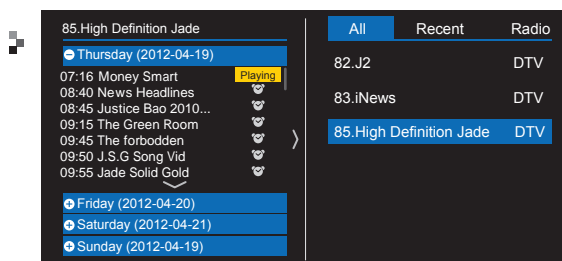 85.High Definition Jade
Thursday (2012-04-19)
07:16 Money Smart Playing
08:40 News Headlines
08:45 Justice Bao 2010...
09:15 The Green Room
09:45 The forbodden
09:50 J.S.G Song Vid
09:55 Jade Solid Gold
Friday (2012-04-20)
Saturday (2012-04-21)
Sunday (2012-04-19)
All Recent Radio
82.J2 DTV
83.iNews DTV
85.High Definition Jade DTV